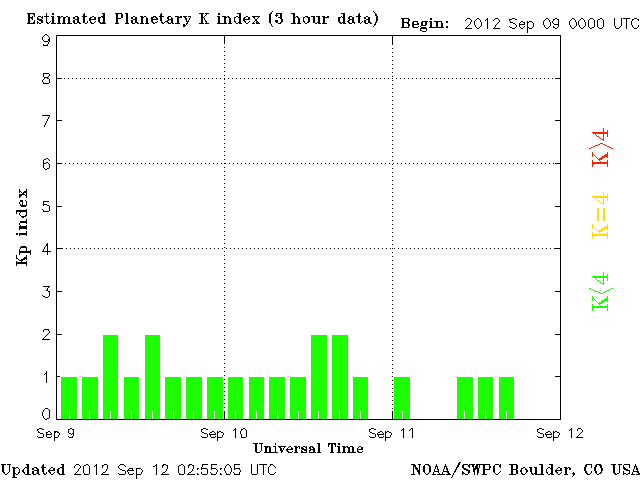 Estimated Planetary K index (3 hour data)
Begin: 2012 Sep 09 0000 UTC
9
8
7
6
5
4
3
2
1
0
Kp index
Sep 9
Sep 10
Sep 11
Sep 12
Universal Time
K>4
K=4
K<4
Updated 2012 Sep 12 02:55:05 UTC
NOAA/SWPC Boulder, CO USA